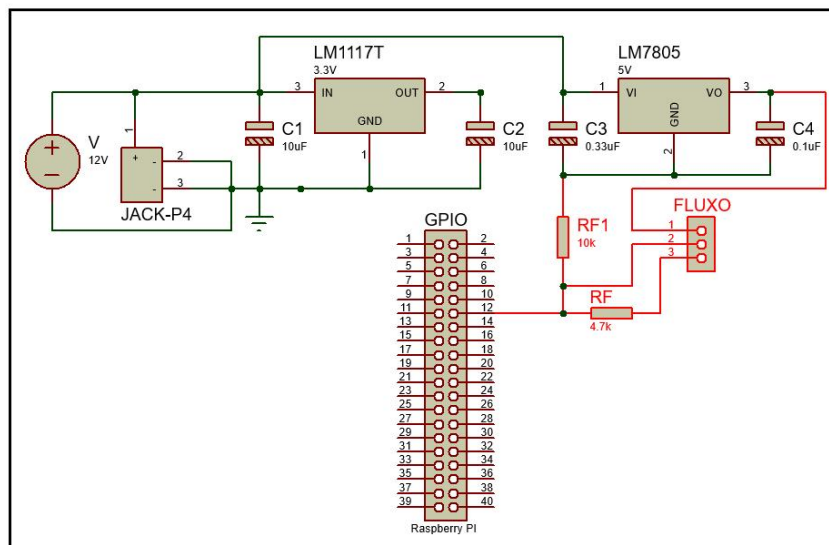 LM1117T
3.3V
LM7805
5V
3
IN
OUT
2
GND
1
1
VI
VO
3
GND
2
V
12V
1
+
-
2
-
3
JACK-P4
C1
10uF
C2
10uF
C3
0.33uF
C4
0.1uF
GPIO
1 2
3 4
5 6
7 8
9 10
11 12
13 14
15 16
17 18
19 20
21 22
23 24
25 26
27 28
29 30
31 32
33 34
35 36
37 38
39 40
Raspberry PI
RF1
10k
FLUXO
1
2
3
RF
4.7k